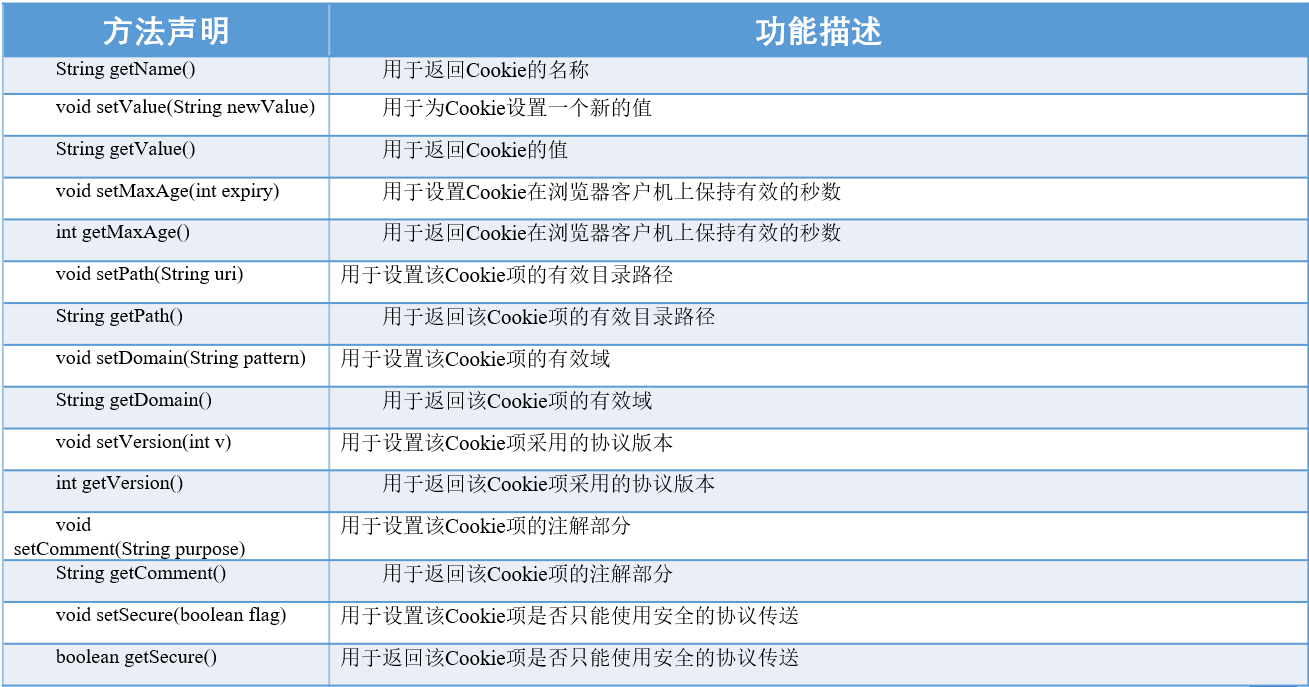 方法声明
功能描述
String getName()
用于返回Cookie的名称
void setValue(String newValue)
用于为Cookie设置一个新的值
String getValue()
用于返回Cookie的值
void setMaxAge(int expiry)
用于设置Cookie在浏览器客户机上保持有效的秒数
int getMaxAge()
用于返回Cookie在浏览器客户机上保持有效的秒数
void setPath(String uri)
用于设置该Cookie项的有效目录路径
String getPath()
用于返回该Cookie项的有效目录路径
void setDomain(String pattern)
用于设置该Cookie项的有效域
String getDomain()
用于返回该Cookie项的有效域
void setVersion(int v)
用于设置该Cookie项采用的协议版本
int getVersion()
用于返回该Cookie项采用的协议版本
void
setComment(String purpose)
用于设置该Cookie项的注解部分
String getComment()
用于返回该Cookie项的注解部分
void setSecure(boolean flag)
用于设置该Cookie项是否只能使用安全的协议传送
boolean getSecure()
用于返回该Cookie项是否只能使用安全的协议传送